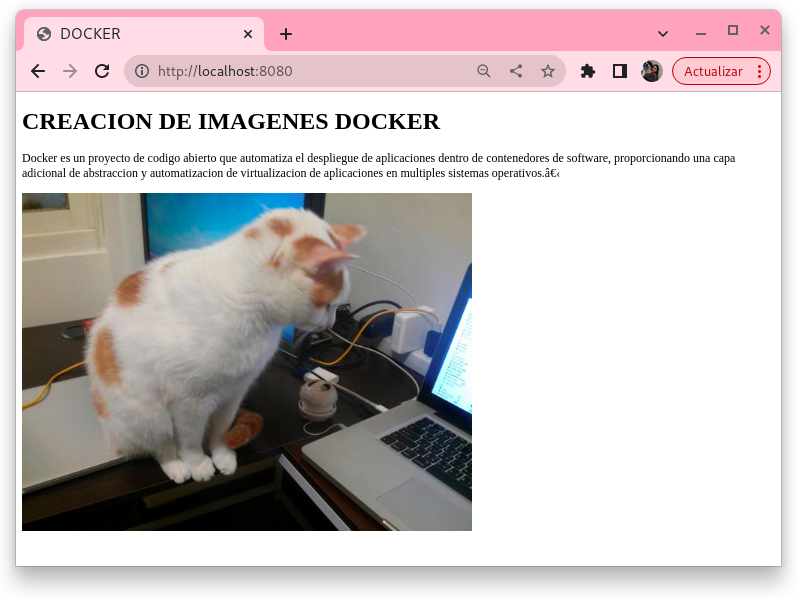 DOCKER
http://localhost:8080
Actualizar
CREACION DE IMAGENES DOCKER
Docker es un proyecto de codigo abierto que automatiza el despliegue de aplicaciones dentro de contenedores de software, proporcionando una capa
adicional de abstraccion y automatizacion de virtualizacion de aplicaciones en multiples sistemas operativos.â€‹